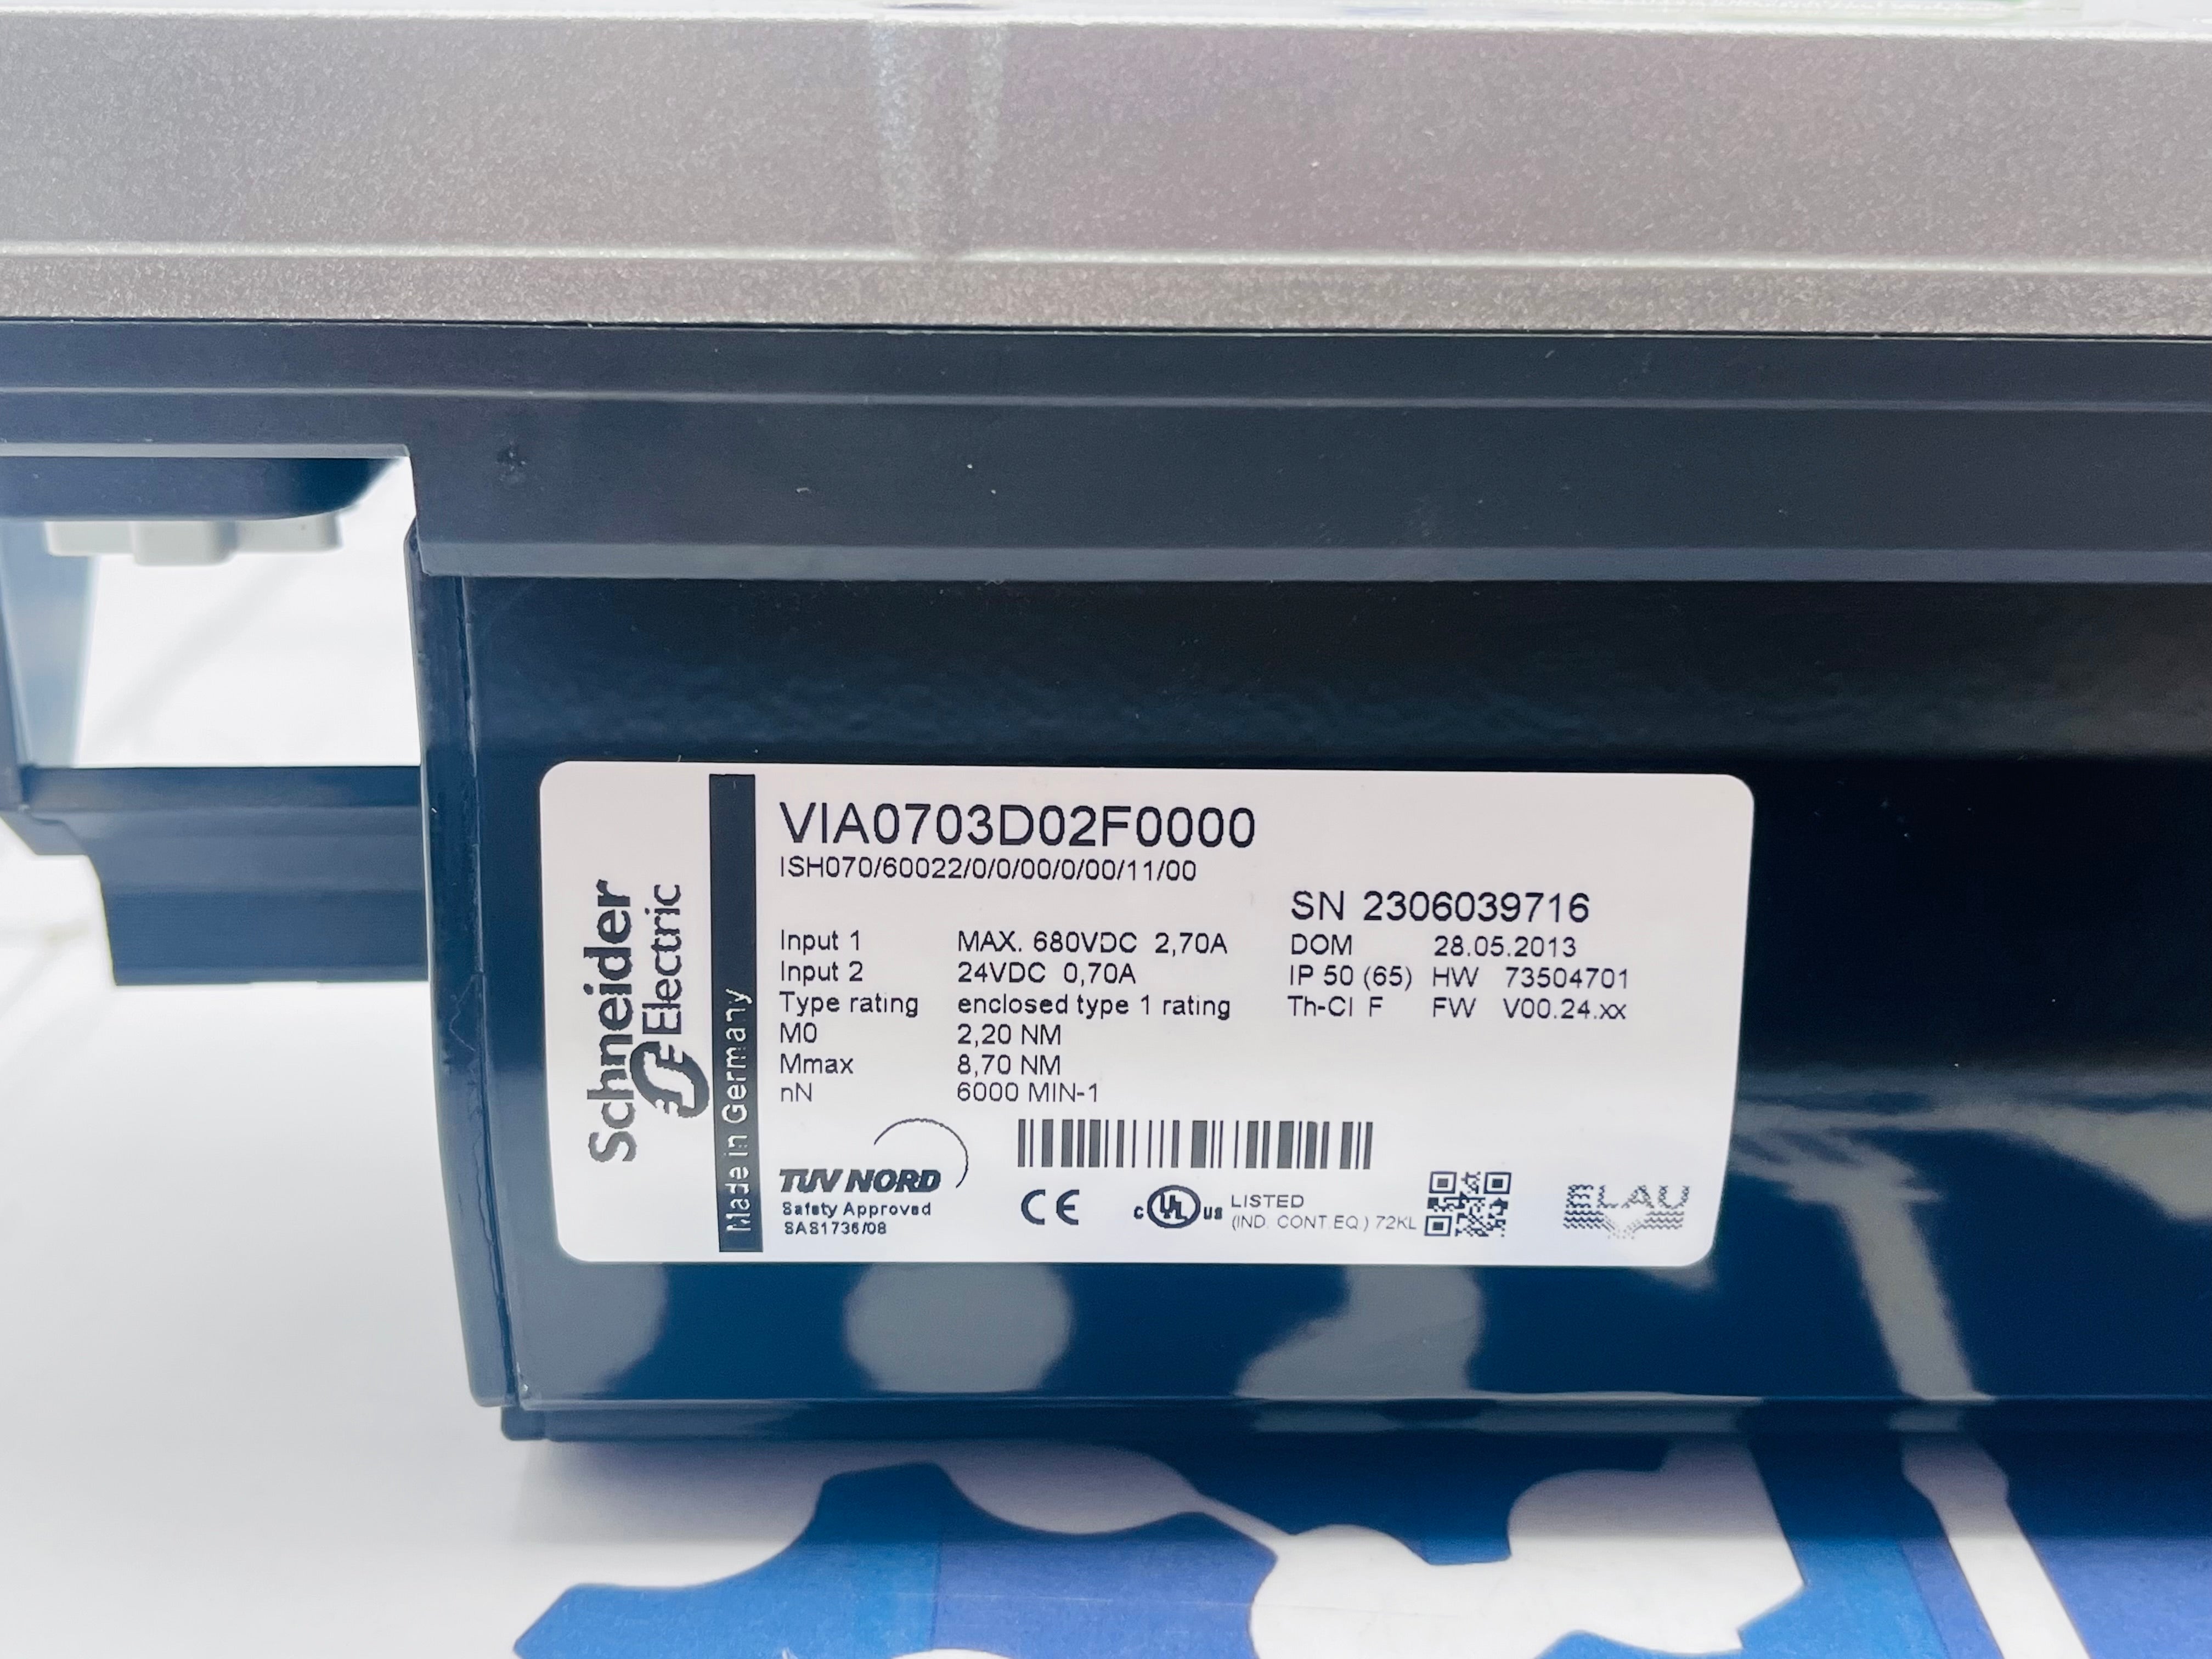 Schneider
Electric
Made in Germany
VIA0703D02F0000
ISH070/60022/0/0/00/0/00/11/00
SN 2306039716
Input 1 MAX. 680VDC 2,70A DOM 28.05.2013
Input 2 24VDC 0,70A IP 50 (65) HW 73504701
Type rating enclosed type 1 rating Th-Cl F FW V00.24.xx
M0 2,20 NM
Mmax 8,70 NM
nN 6000 MIN-1
TUV NORD
Safety Approved
SAS1736/08
CE
c UL us LISTED
(IND. CONT.EQ.) 72KL
ELAU